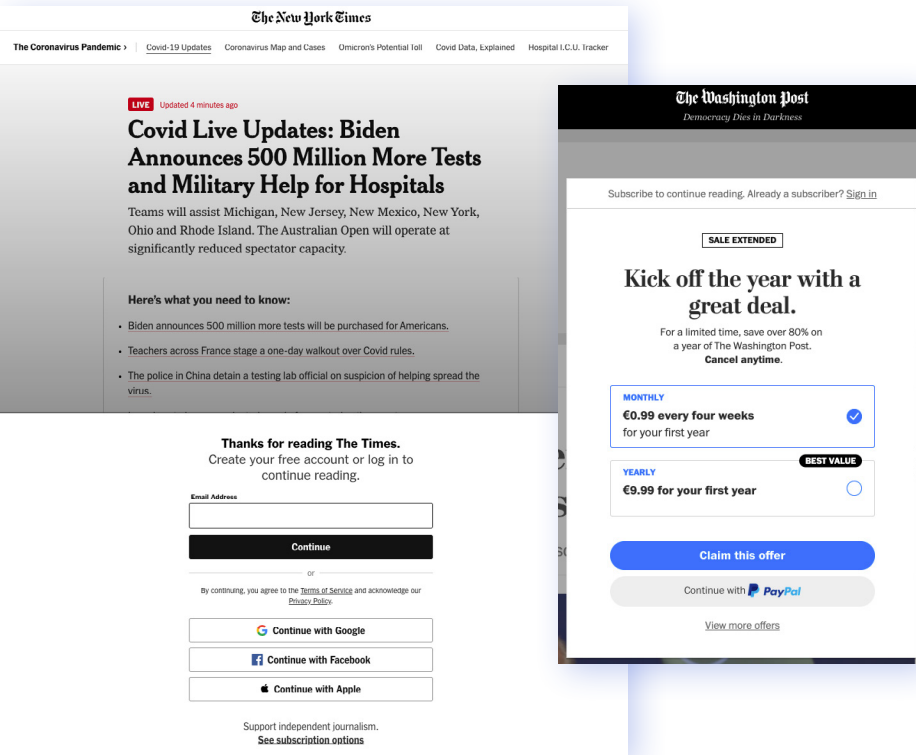 The New York Times
The Coronavirus Pandemic › Covid-19 Updates Coronavirus Map and Cases Omicron's Potential Toll Covid Data, Explained Hospital I.C.U. Tracker
LIVE Updated 4 minutes ago
Covid Live Updates: Biden
Announces 500 Million More Tests
and Military Help for Hospitals
Teams will assist Michigan, New Jersey, New Mexico, New York,
Ohio and Rhode Island. The Australian Open will operate at
significantly reduced spectator capacity.
Here's what you need to know:
• Biden announces 500 million more tests will be purchased for Americans.
• Teachers across France stage a one-day walkout over Covid rules.
• The police in China detain a testing lab official on suspicion of helping spread the
virus.
Thanks for reading The Times.
Create your free account or log in to
continue reading.
Email Address
Continue
or
By continuing, you agree to the Terms of Service and acknowledge our
Privacy Policy.
Continue with Google
Continue with Facebook
Continue with Apple
Support independent journalism.
See subscription options
The Washington Post
Democracy Dies in Darkness
Subscribe to continue reading. Already a subscriber? Sign in
SALE EXTENDED
Kick off the year with a
great deal.
For a limited time, save over 80% on
a year of The Washington Post.
Cancel anytime.
MONTHLY
€0.99 every four weeks
for your first year
BEST VALUE
YEARLY
€9.99 for your first year
Claim this offer
Continue with PayPal
View more offers